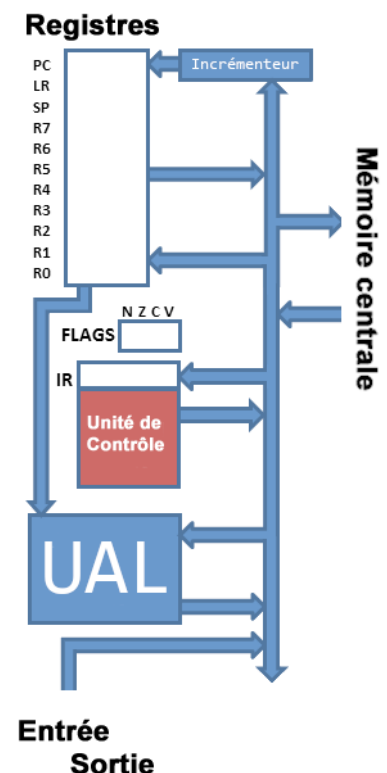 Registres
PC
Incrémenteur
LR
SP
R7
R6
R5
R4
R3
R2
R1
R0
Mémoire centrale
N Z C V
FLAGS
IR
Unité de
Contrôle
UAL
Entrée
Sortie